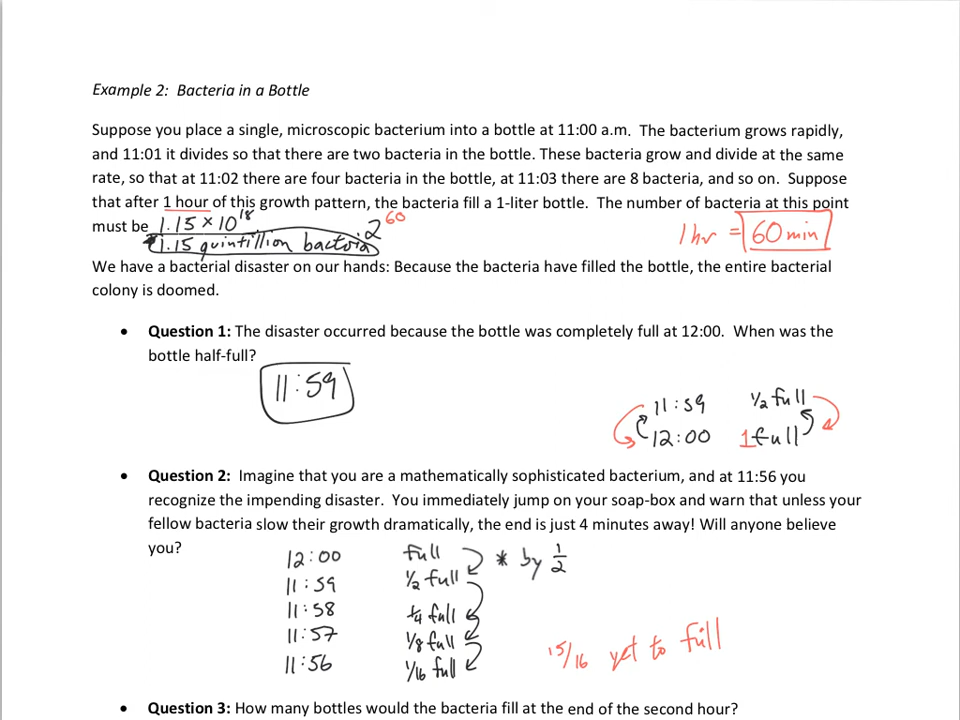 Example 2: Bacteria in a Bottle
Suppose you place a single, microscopic bacterium into a bottle at 11:00 a.m. The bacterium grows rapidly,
and 11:01 it divides so that there are two bacteria in the bottle. These bacteria grow and divide at the same
rate, so that at 11:02 there are four bacteria in the bottle, at 11:03 there are 8 bacteria, and so on. Suppose
that after 1 hour of this growth pattern, the bacteria fill a 1-liter bottle. The number of bacteria at this point
must be 1.15 × 10^18 2^60
1 hr = 60 min
1.15 quintillion bacteria
We have a bacterial disaster on our hands: Because the bacteria have filled the bottle, the entire bacterial
colony is doomed.
• Question 1: The disaster occurred because the bottle was completely full at 12:00. When was the
bottle half-full?
11:59
11:59 ½ full
12:00 1 full
• Question 2: Imagine that you are a mathematically sophisticated bacterium, and at 11:56 you
recognize the impending disaster. You immediately jump on your soap-box and warn that unless your
fellow bacteria slow their growth dramatically, the end is just 4 minutes away! Will anyone believe
you?
12:00 full * by ½
11:59 ½ full
11:58 ¼ full
11:57 ⅛ full
11:56 1/16 full
15/16 yet to fill
• Question 3: How many bottles would the bacteria fill at the end of the second hour?